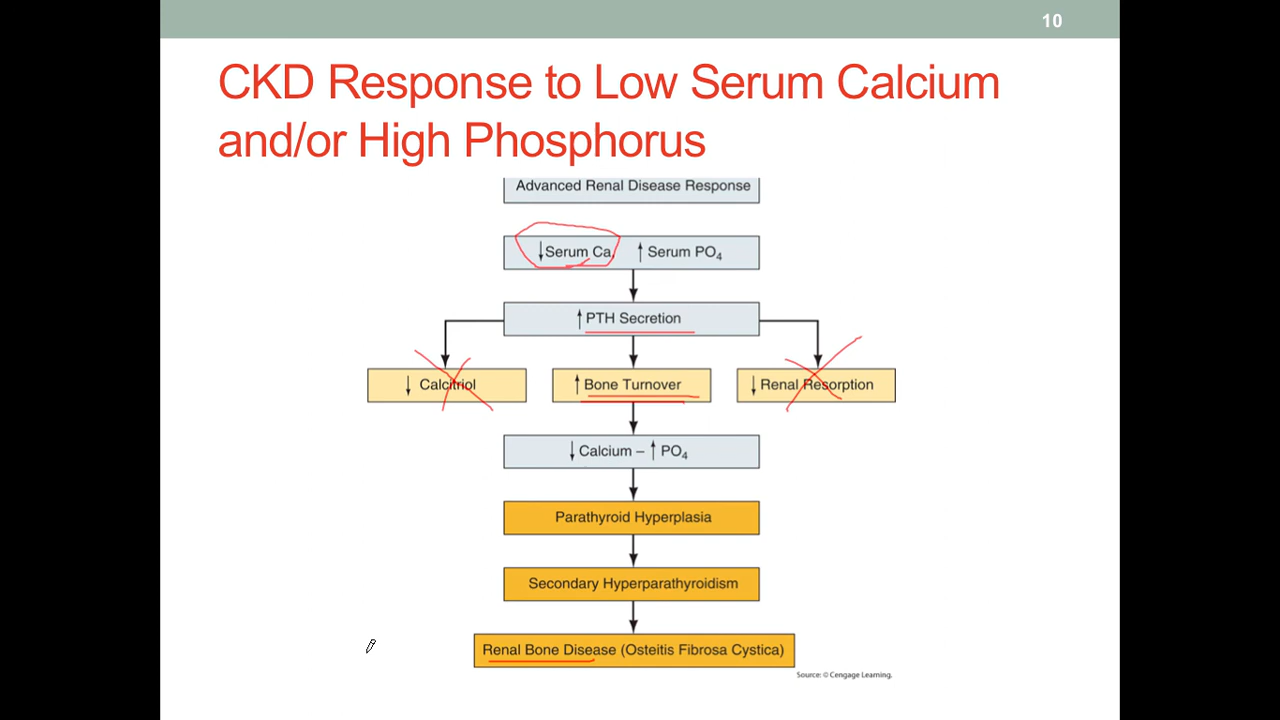 10
CKD Response to Low Serum Calcium
and/or High Phosphorus
Advanced Renal Disease Response
↓ Serum Ca, ↑ Serum PO₄
↑ PTH Secretion
↓ Calcitriol
↑ Bone Turnover
↓ Renal Resorption
↓ Calcium – ↑ PO₄
Parathyroid Hyperplasia
Secondary Hyperparathyroidism
Renal Bone Disease (Osteitis Fibrosa Cystica)
Source: © Cengage Learning.